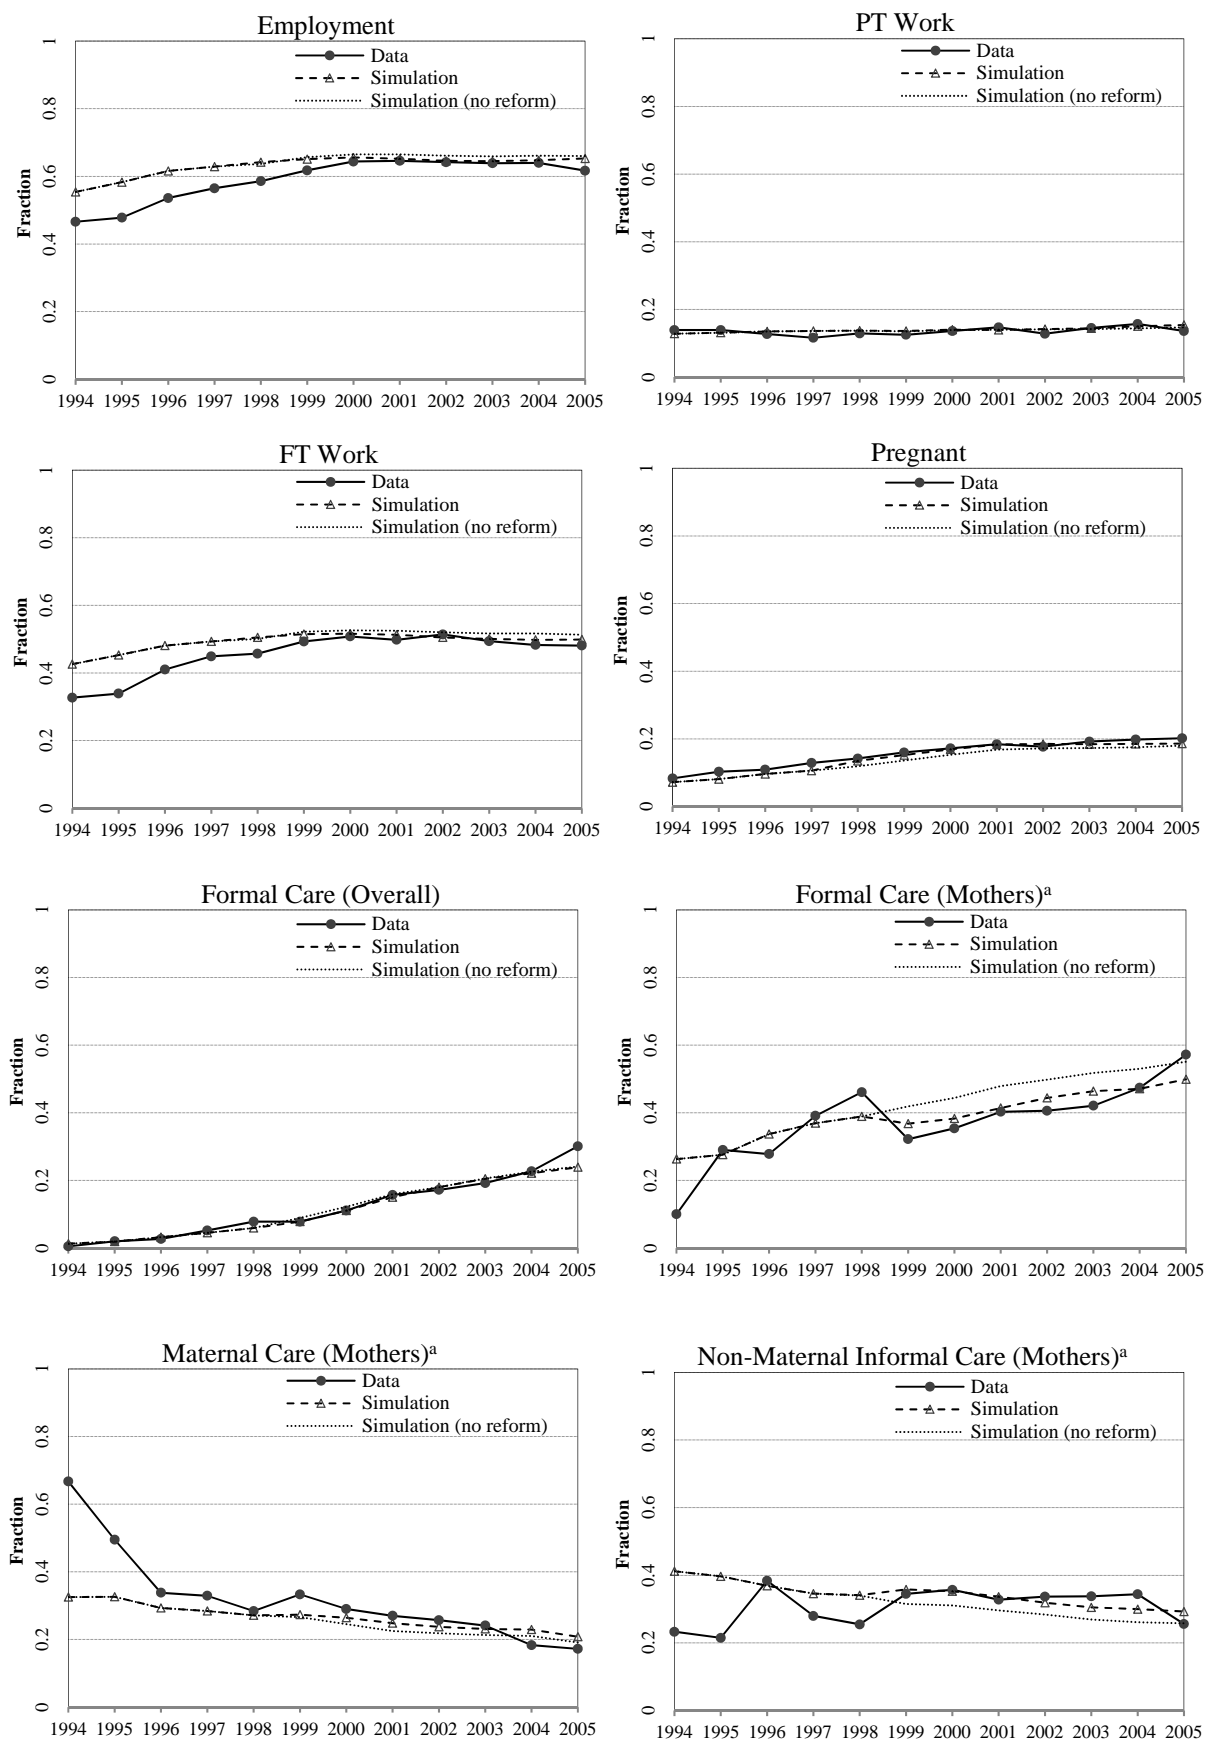 Employment
Data
Simulation
Simulation (no reform)
Fraction
0 0.2 0.4 0.6 0.8 1
1994 1995 1996 1997 1998 1999 2000 2001 2002 2003 2004 2005
PT Work
Data
Simulation
Simulation (no reform)
Fraction
0 0.2 0.4 0.6 0.8 1
1994 1995 1996 1997 1998 1999 2000 2001 2002 2003 2004 2005
FT Work
Data
Simulation
Simulation (no reform)
Fraction
0 0.2 0.4 0.6 0.8 1
1994 1995 1996 1997 1998 1999 2000 2001 2002 2003 2004 2005
Pregnant
Data
Simulation
Simulation (no reform)
Fraction
0 0.2 0.4 0.6 0.8 1
1994 1995 1996 1997 1998 1999 2000 2001 2002 2003 2004 2005
Formal Care (Overall)
Data
Simulation
Simulation (no reform)
Fraction
0 0.2 0.4 0.6 0.8 1
1994 1995 1996 1997 1998 1999 2000 2001 2002 2003 2004 2005
Formal Care (Mothers)ᵃ
Data
Simulation
Simulation (no reform)
Fraction
0 0.2 0.4 0.6 0.8 1
1994 1995 1996 1997 1998 1999 2000 2001 2002 2003 2004 2005
Maternal Care (Mothers)ᵃ
Data
Simulation
Simulation (no reform)
Fraction
0 0.2 0.4 0.6 0.8 1
1994 1995 1996 1997 1998 1999 2000 2001 2002 2003 2004 2005
Non-Maternal Informal Care (Mothers)ᵃ
Data
Simulation
Simulation (no reform)
Fraction
0 0.2 0.4 0.6 0.8 1
1994 1995 1996 1997 1998 1999 2000 2001 2002 2003 2004 2005